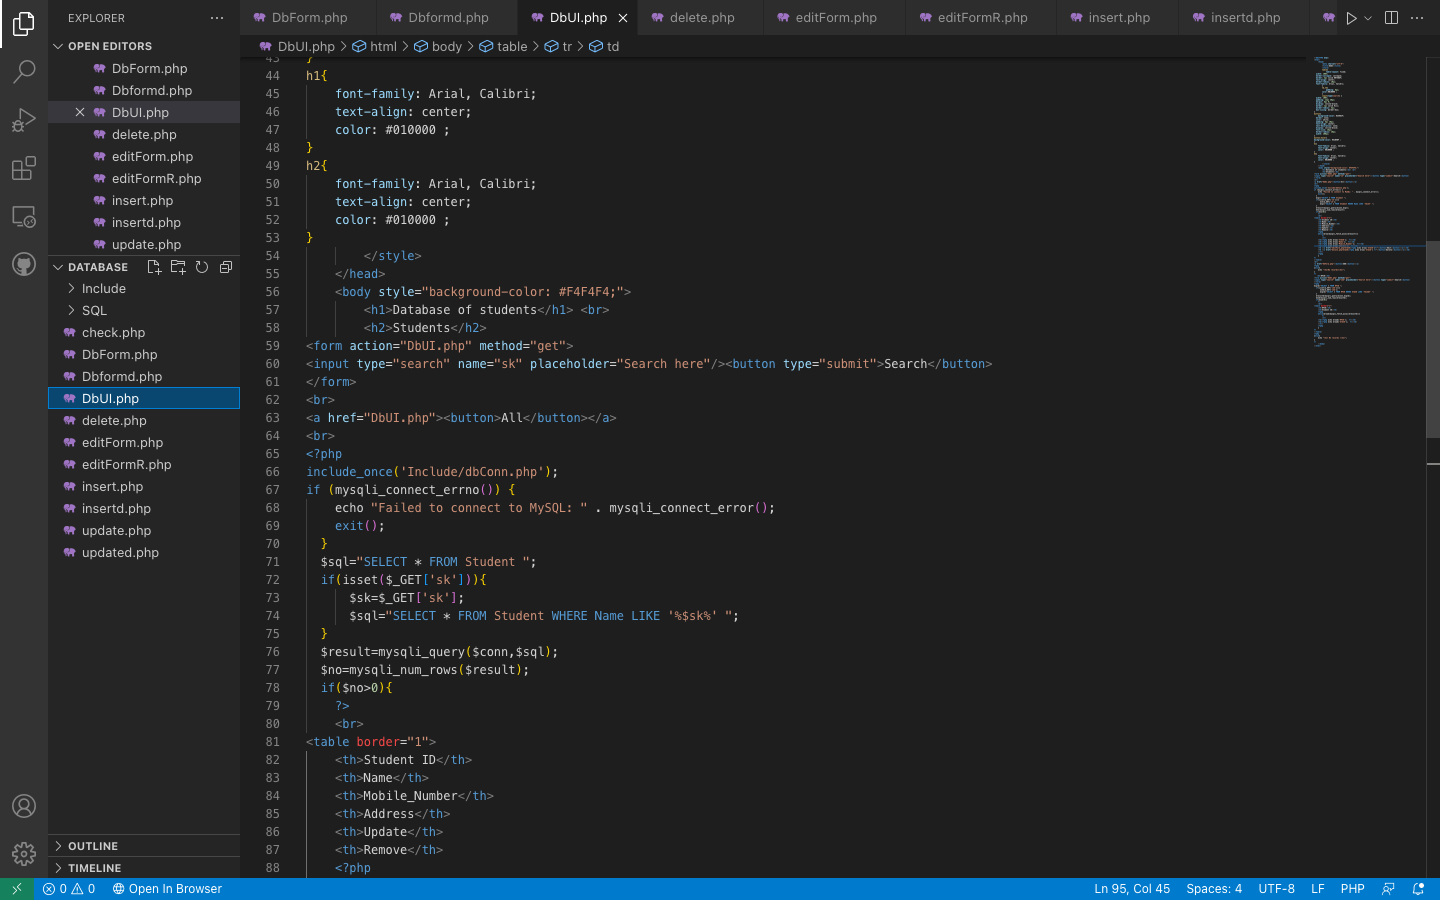 EXPLORER
OPEN EDITORS
DbForm.php
Dbformd.php
DbUI.php
delete.php
editForm.php
editFormR.php
insert.php
insertd.php
update.php
DATABASE
Include
SQL
check.php
DbForm.php
Dbformd.php
DbUI.php
delete.php
editForm.php
editFormR.php
insert.php
insertd.php
update.php
updated.php
OUTLINE
TIMELINE
DbForm.php Dbformd.php DbUI.php delete.php editForm.php editFormR.php insert.php insertd.php
DbUI.php > html > body > table > tr > td
43 }
44 h1{
45 font-family: Arial, Calibri;
46 text-align: center;
47 color: #010000 ;
48 }
49 h2{
50 font-family: Arial, Calibri;
51 text-align: center;
52 color: #010000 ;
53 }
54 </style>
55 </head>
56 <body style="background-color: #F4F4F4;">
57 <h1>Database of students</h1> <br>
58 <h2>Students</h2>
59 <form action="DbUI.php" method="get">
60 <input type="search" name="sk" placeholder="Search here"/><button type="submit">Search</button>
61 </form>
62 <br>
63 <a href="DbUI.php"><button>All</button></a>
64 <br>
65 <?php
66 include_once('Include/dbConn.php');
67 if (mysqli_connect_errno()) {
68 echo "Failed to connect to MySQL: " . mysqli_connect_error();
69 exit();
70 }
71 $sql="SELECT * FROM Student ";
72 if(isset($_GET['sk'])){
73 $sk=$_GET['sk'];
74 $sql="SELECT * FROM Student WHERE Name LIKE '%$sk%' ";
75 }
76 $result=mysqli_query($conn,$sql);
77 $no=mysqli_num_rows($result);
78 if($no>0){
79 ?>
80 <br>
81 <table border="1">
82 <th>Student ID</th>
83 <th>Name</th>
84 <th>Mobile_Number</th>
85 <th>Address</th>
86 <th>Update</th>
87 <th>Remove</th>
88 <?php
0 0 Open In Browser
Ln 95, Col 45 Spaces: 4 UTF-8 LF PHP